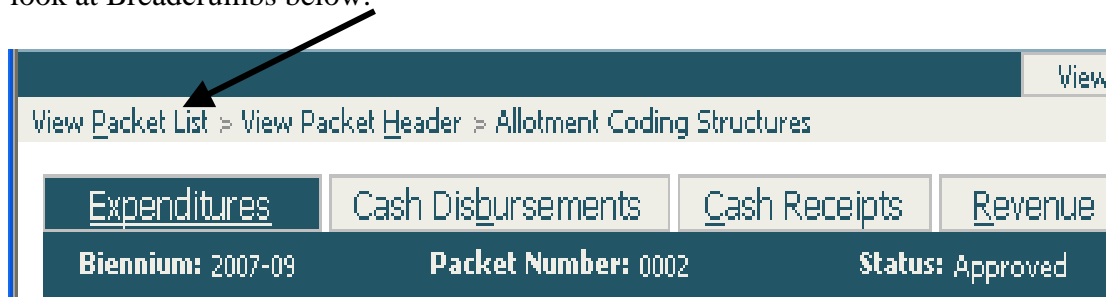 look at Breadcrumbs below.
View
View Packet List > View Packet Header > Allotment Coding Structures
Expenditures Cash Disbursements Cash Receipts Revenue
Biennium: 2007-09 Packet Number: 0002 Status: Approved